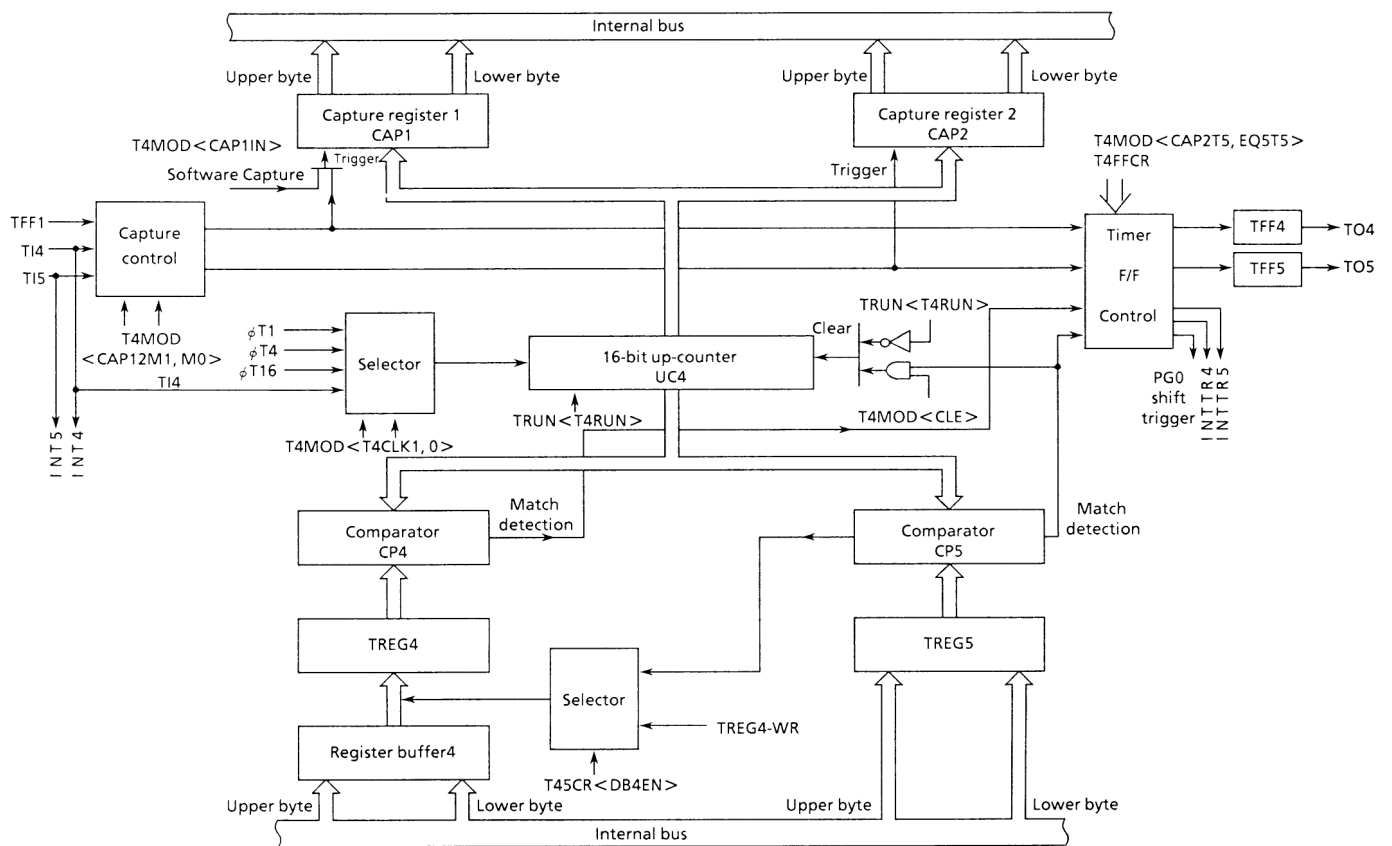 Internal bus
Upper byte
Lower byte
Upper byte
Lower byte
Capture register 1
CAP1
Capture register 2
CAP2
T4MOD<CAP1IN>
Trigger
Software Capture
Trigger
T4MOD<CAP2T5, EQ5T5>
T4FFCR
TFF1
TI4
TI5
Capture
control
Timer
F/F
Control
TFF4
TO4
TFF5
TO5
T4MOD
<CAP12M1, M0>
TI4
φT1
φT4
φT16
Selector
16-bit up-counter
UC4
Clear
TRUN<T4RUN>
TRUN<T4RUN>
T4MOD<CLE>
T4MOD<T4CLK1, 0>
PG0
shift
trigger
INTTR4
INTTR5
INT5
INT4
Comparator
CP4
Match
detection
Comparator
CP5
Match
detection
TREG4
TREG5
Selector
TREG4-WR
Register buffer4
T45CR<DB4EN>
Upper byte
Lower byte
Upper byte
Lower byte
Internal bus